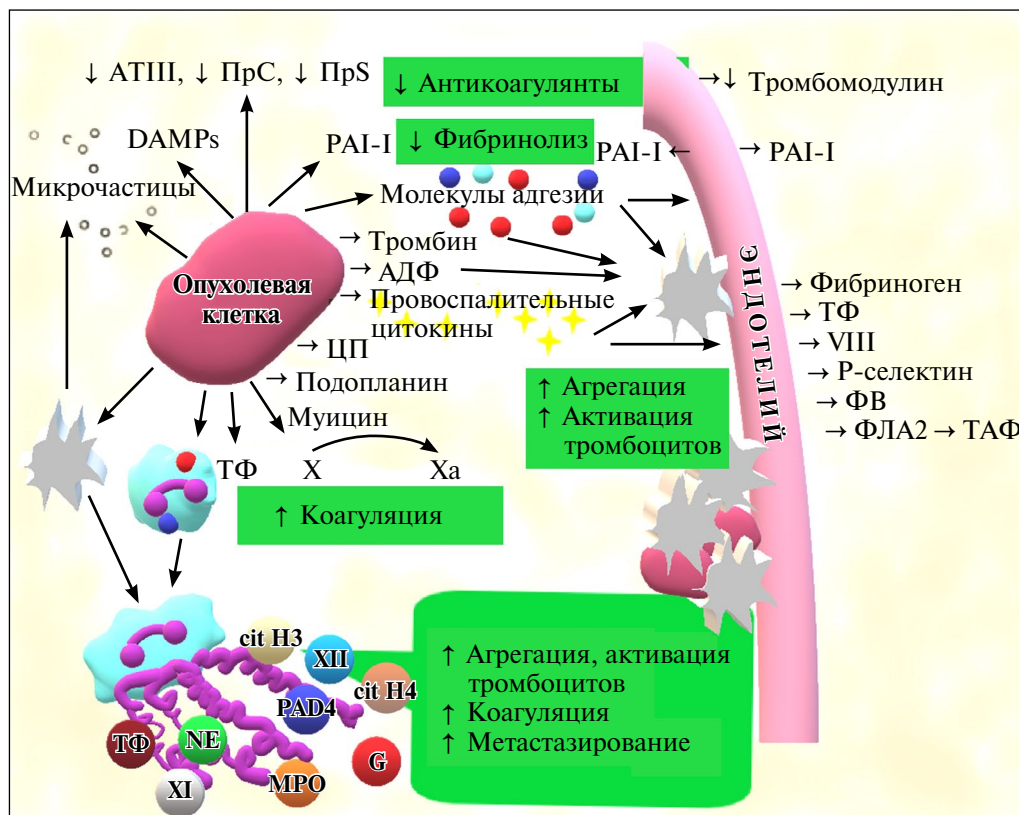 ↓ АТIII, ↓ ПрС, ↓ ПрS
↓ Антикоагулянты
→↓ Тромбомодулин
DAMPs
PAI-I
↓ Фибринолиз
PAI-I ←
→ PAI-I
Микрочастицы
Молекулы адгезии
→ Тромбин
→ АДФ
→ Провоспалительные
цитокины
Опухолевая
клетка
→ ЦП
→ Подопланин
Муицин
ТФ
X
Xa
↑ Коагуляция
↑ Агрегация
↑ Активация
тромбоцитов
ЭНДОТЕЛИЙ
→ Фибриноген
→ ТФ
→ VIII
→ Р-селектин
→ ФВ
→ ФЛА2 → ТАФ
cit H3
XII
cit H4
PAD4
ТФ
NE
G
XI
MPO
↑ Агрегация, активация
тромбоцитов
↑ Коагуляция
↑ Метастазирование